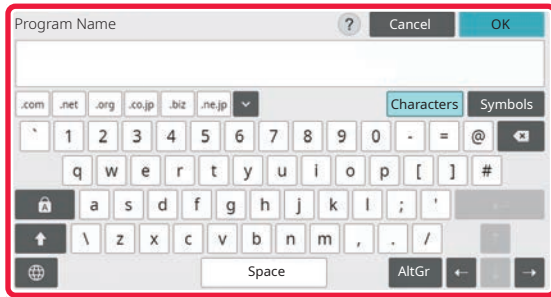 Program Name ? Cancel OK
.com .net .org .co.jp .biz .ne.jp Characters Symbols
` 1 2 3 4 5 6 7 8 9 0 - = @
q w e r t y u i o p [ ] #
A a s d f g h j k l ; '
\ z x c v b n m , . /
Space AltGr ← ↓ →